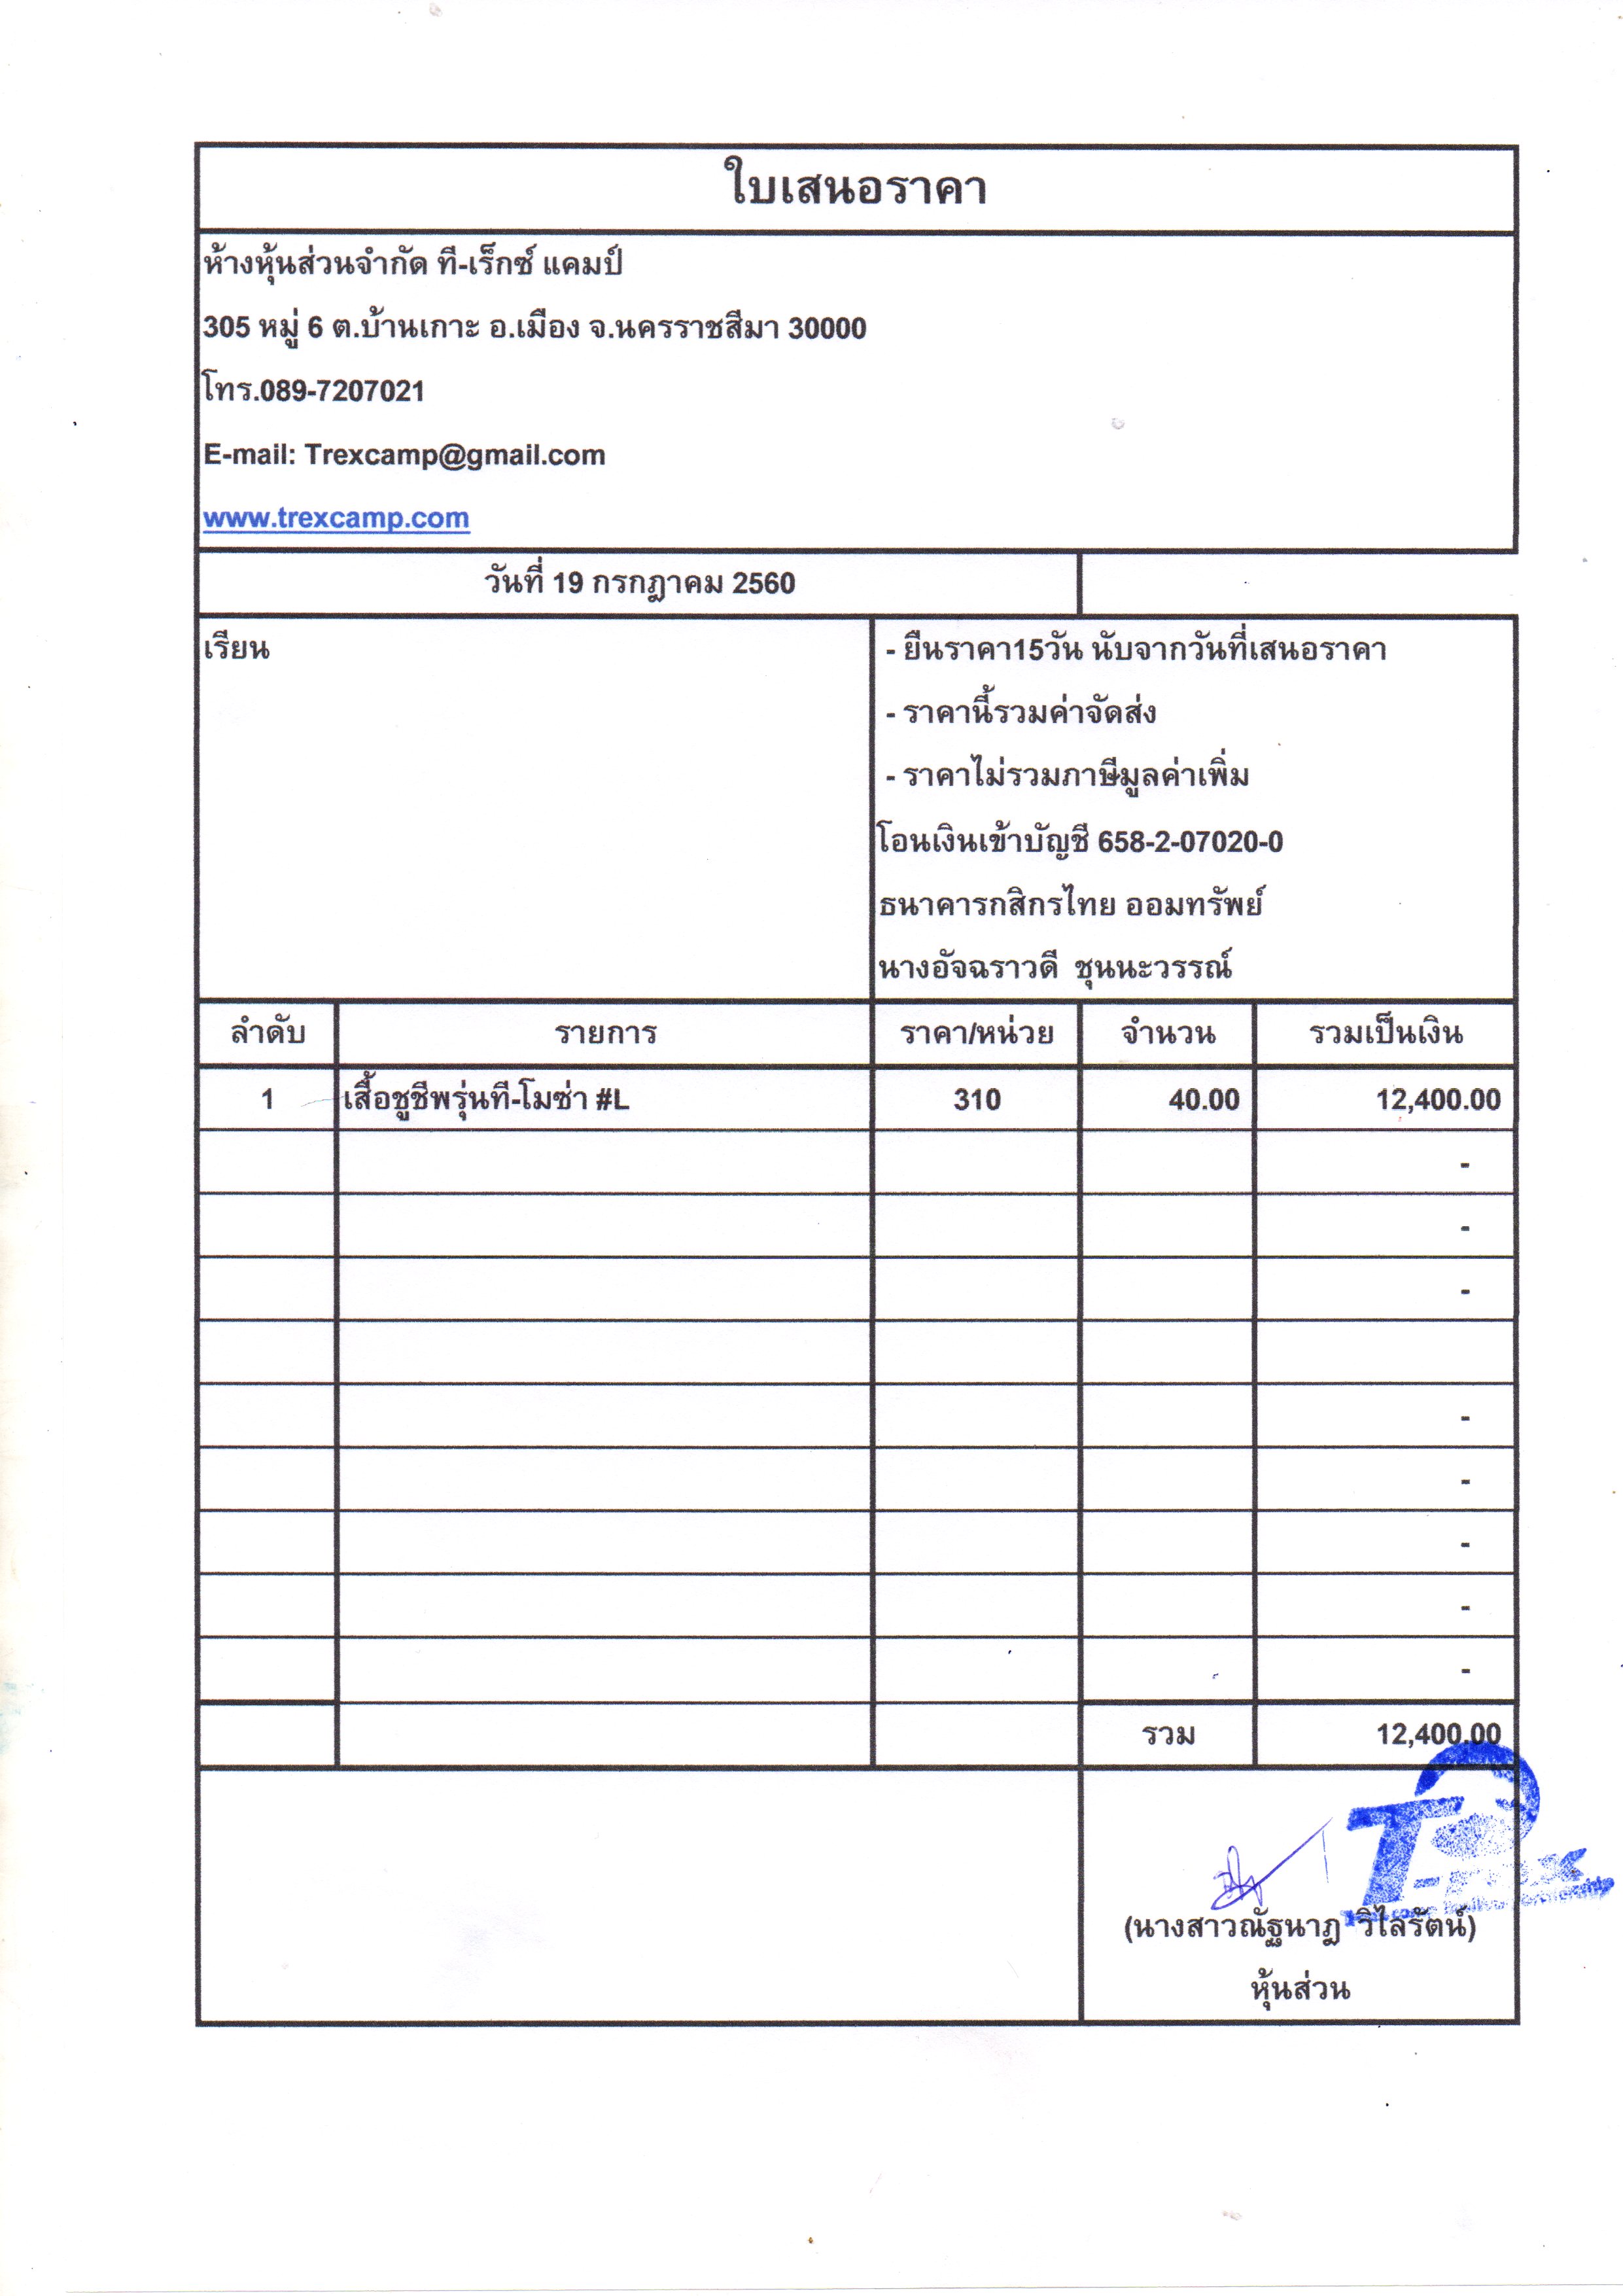 ใบเสนอราคา
ห้างหุ้นส่วนจำกัด ที-เร็กซ์ แคมป์
305 หมู่ 6 ต.บ้านเกาะ อ.เมือง จ.นครราชสีมา 30000
โทร.089-7207021
E-mail: Trexcamp@gmail.com
www.trexcamp.com
วันที่ 19 กรกฎาคม 2560
เรียน
- ยืนราคา15วัน นับจากวันที่เสนอราคา
- ราคานี้รวมค่าจัดส่ง
- ราคาไม่รวมภาษีมูลค่าเพิ่ม
โอนเงินเข้าบัญชี 658-2-07020-0
ธนาคารกสิกรไทย ออมทรัพย์
นางอัจฉราวดี ชุนนะวรรณ์
ลำดับ รายการ ราคา/หน่วย จำนวน รวมเป็นเงิน
1 เสื้อชูชีพรุ่นที-โมซ่า #L 310 40.00 12,400.00
-
-
-
-
-
-
-
-
รวม 12,400.00
T-rex
(นางสาวณัฐนาฎ วิไลรัตน์)
หุ้นส่วน